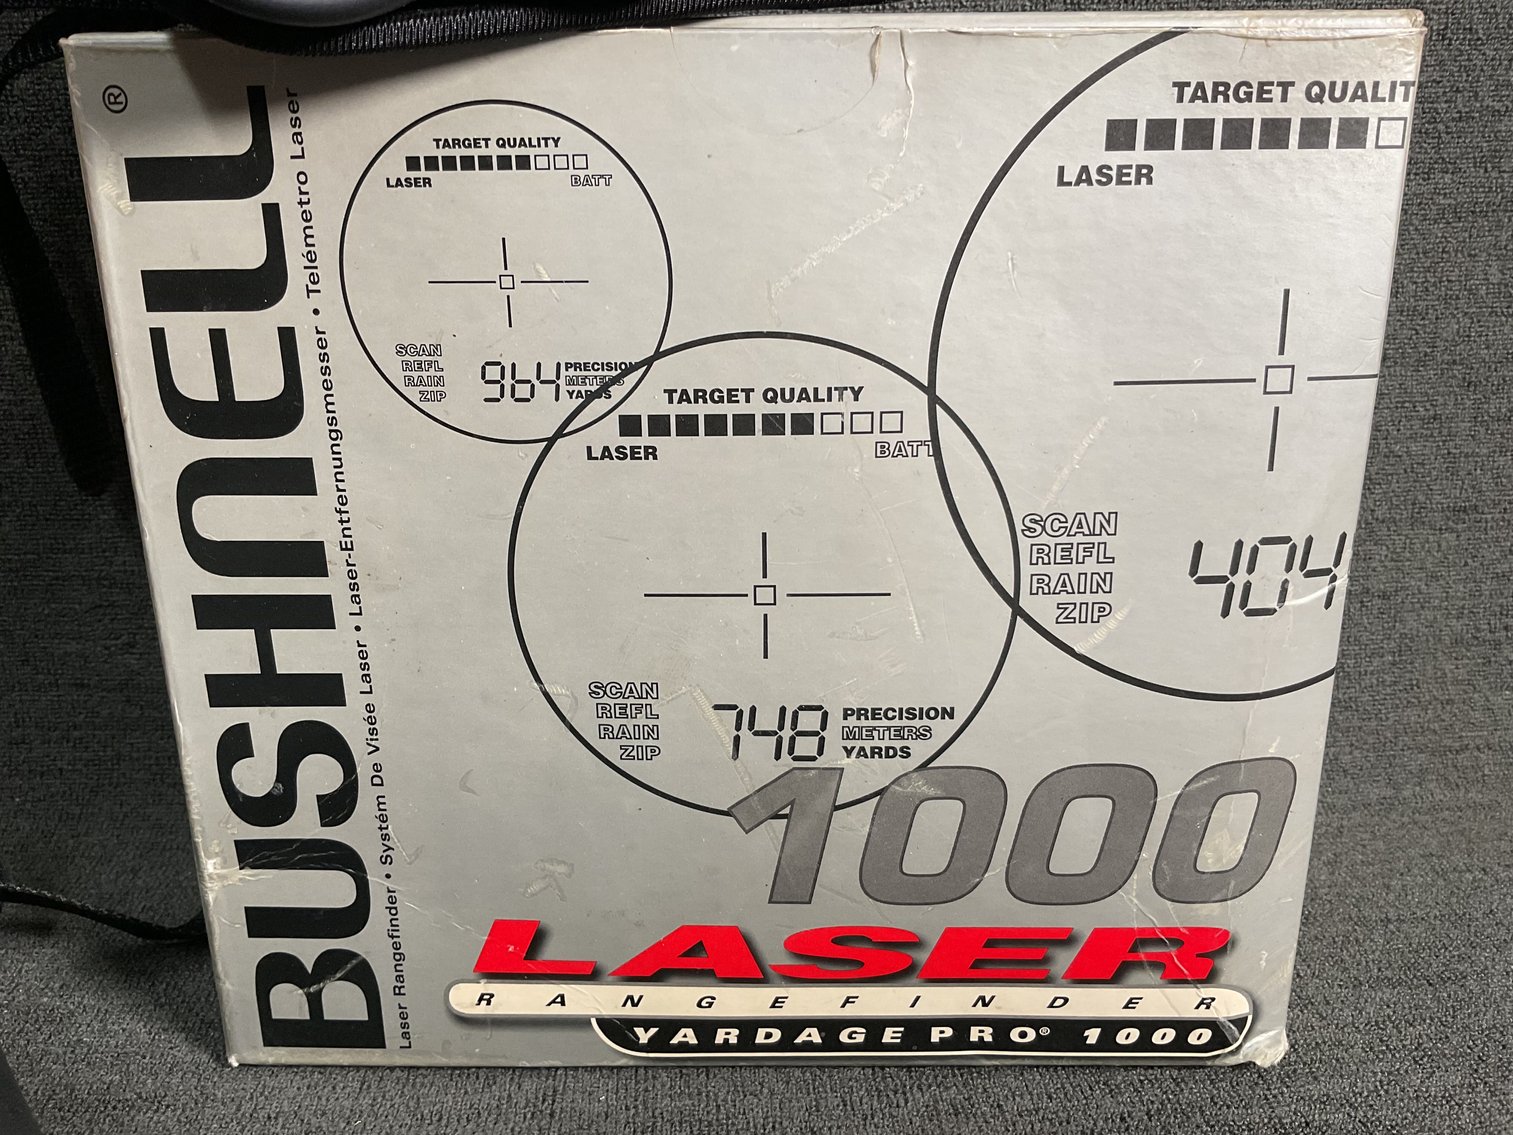 BUSHNELL®
Laser Rangefinder • Systém De Visée Laser • Laser-Entfernungsmesser • Telémetro Laser
TARGET QUALITY
LASER BATT
SCAN
REFL
RAIN
ZIP
964 PRECISION
METERS
YARDS
TARGET QUALITY
LASER BATT
SCAN
REFL
RAIN
ZIP
748 PRECISION
METERS
YARDS
TARGET QUALIT
LASER
SCAN
REFL
RAIN
ZIP
404
1000
LASER
RANGEFINDER
YARDAGE PRO® 1000